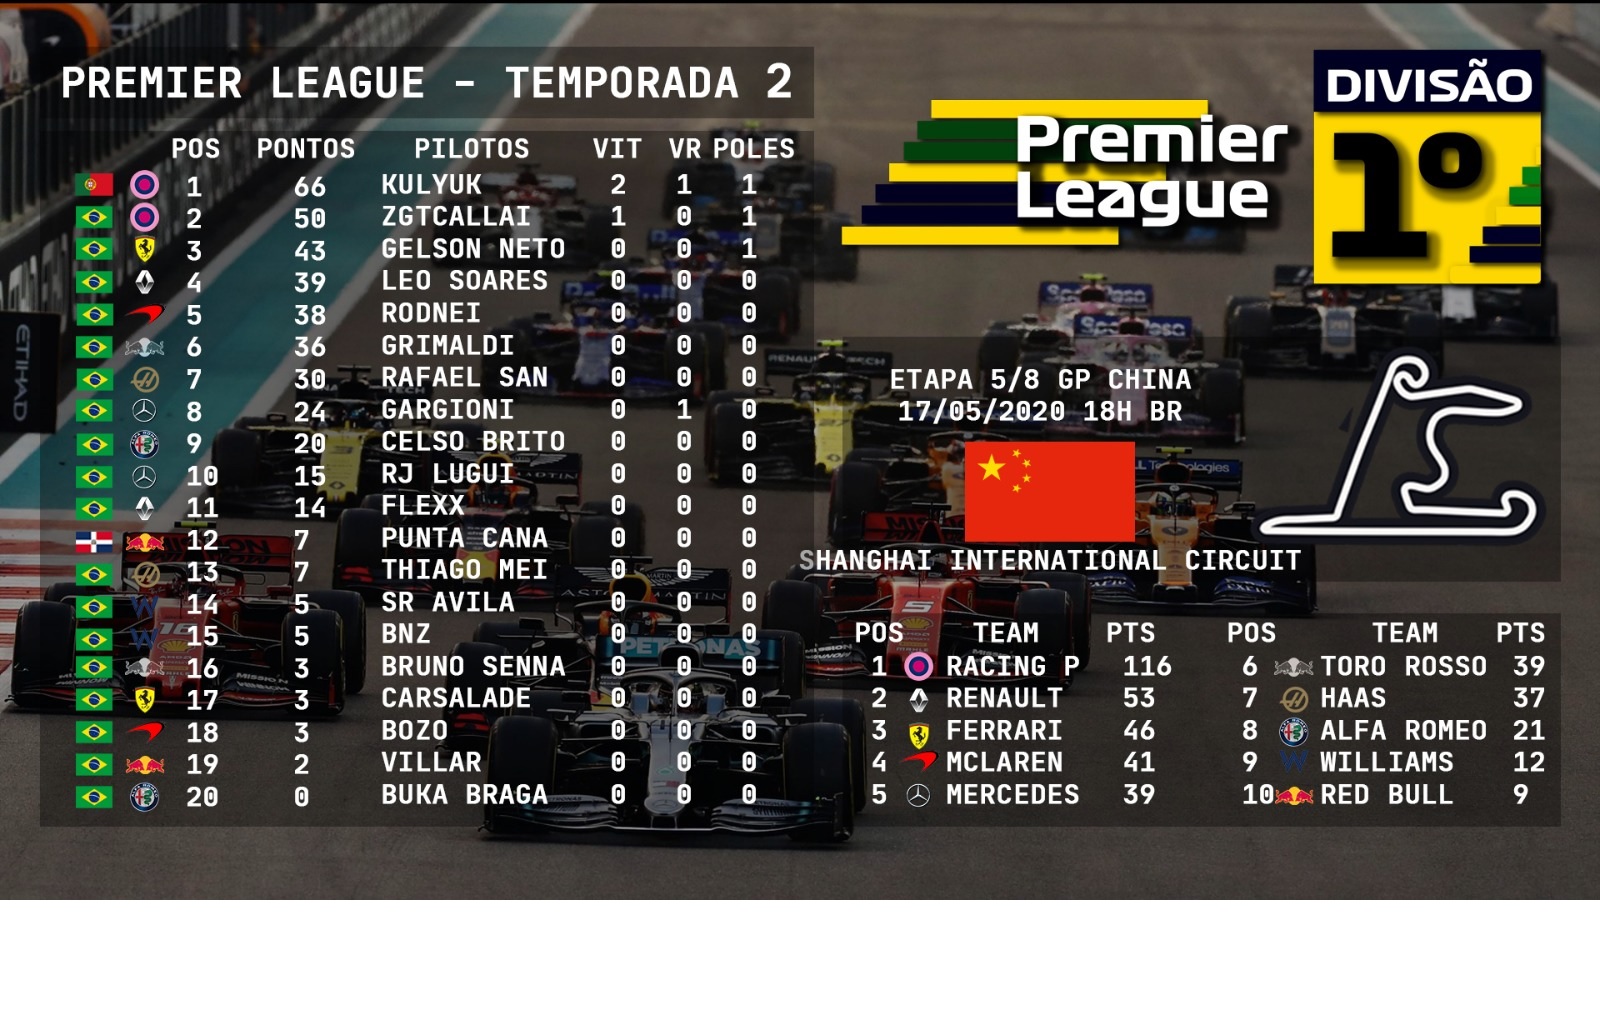 PREMIER LEAGUE - TEMPORADA 2
POS PONTOS PILOTOS VIT VR POLES
1 66 KULYUK 2 1 1
2 50 ZGTCALLAI 1 0 1
3 43 GELSON NETO 0 0 1
4 39 LEO SOARES 0 0 0
5 38 RODNEI 0 0 0
6 36 GRIMALDI 0 0 0
7 30 RAFAEL SAN 0 0 0
8 24 GARGIONI 0 1 0
9 20 CELSO BRITO 0 0 0
10 15 RJ LUGUI 0 0 0
11 14 FLEXX 0 0 0
12 7 PUNTA CANA 0 0 0
13 7 THIAGO MEI 0 0 0
14 5 SR AVILA 0 0 0
15 5 BNZ 0 0 0
16 3 BRUNO SENNA 0 0 0
17 3 CARSALADE 0 0 0
18 3 BOZO 0 0 0
19 2 VILLAR 0 0 0
20 0 BUKA BRAGA 0 0 0
Premier
League
DIVISÃO
1º
ETAPA 5/8 GP CHINA
17/05/2020 18H BR
SHANGHAI INTERNATIONAL CIRCUIT
POS TEAM PTS POS TEAM PTS
1 RACING P 116 6 TORO ROSSO 39
2 RENAULT 53 7 HAAS 37
3 FERRARI 46 8 ALFA ROMEO 21
4 MCLAREN 41 9 WILLIAMS 12
5 MERCEDES 39 10 RED BULL 9
ETIHAD
PETRONAS
5